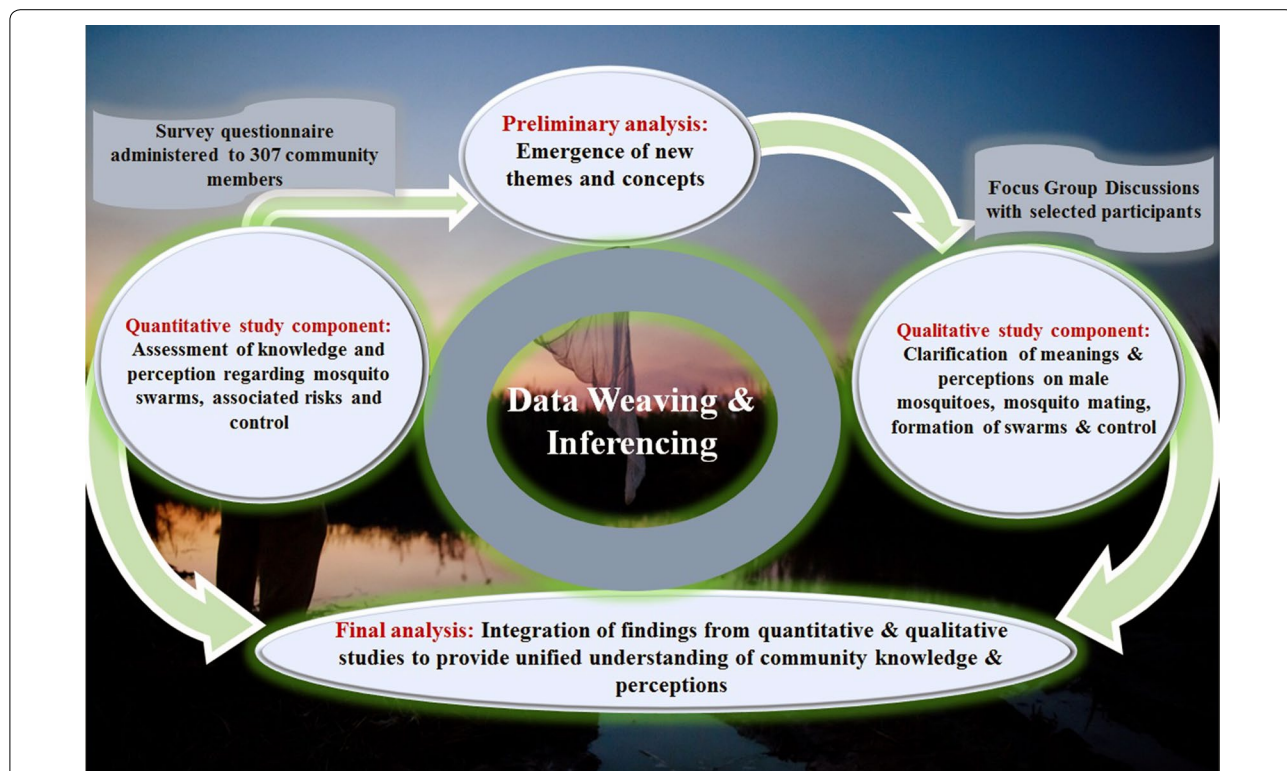 Survey questionnaire
administered to 307 community
members
Preliminary analysis:
Emergence of new
themes and concepts
Focus Group Discussions
with selected participants
Quantitative study component:
Assessment of knowledge and
perception regarding mosquito
swarms, associated risks and
control
Data Weaving &
Inferencing
Qualitative study component:
Clarification of meanings &
perceptions on male
mosquitoes, mosquito mating,
formation of swarms & control
Final analysis: Integration of findings from quantitative & qualitative
studies to provide unified understanding of community knowledge &
perceptions